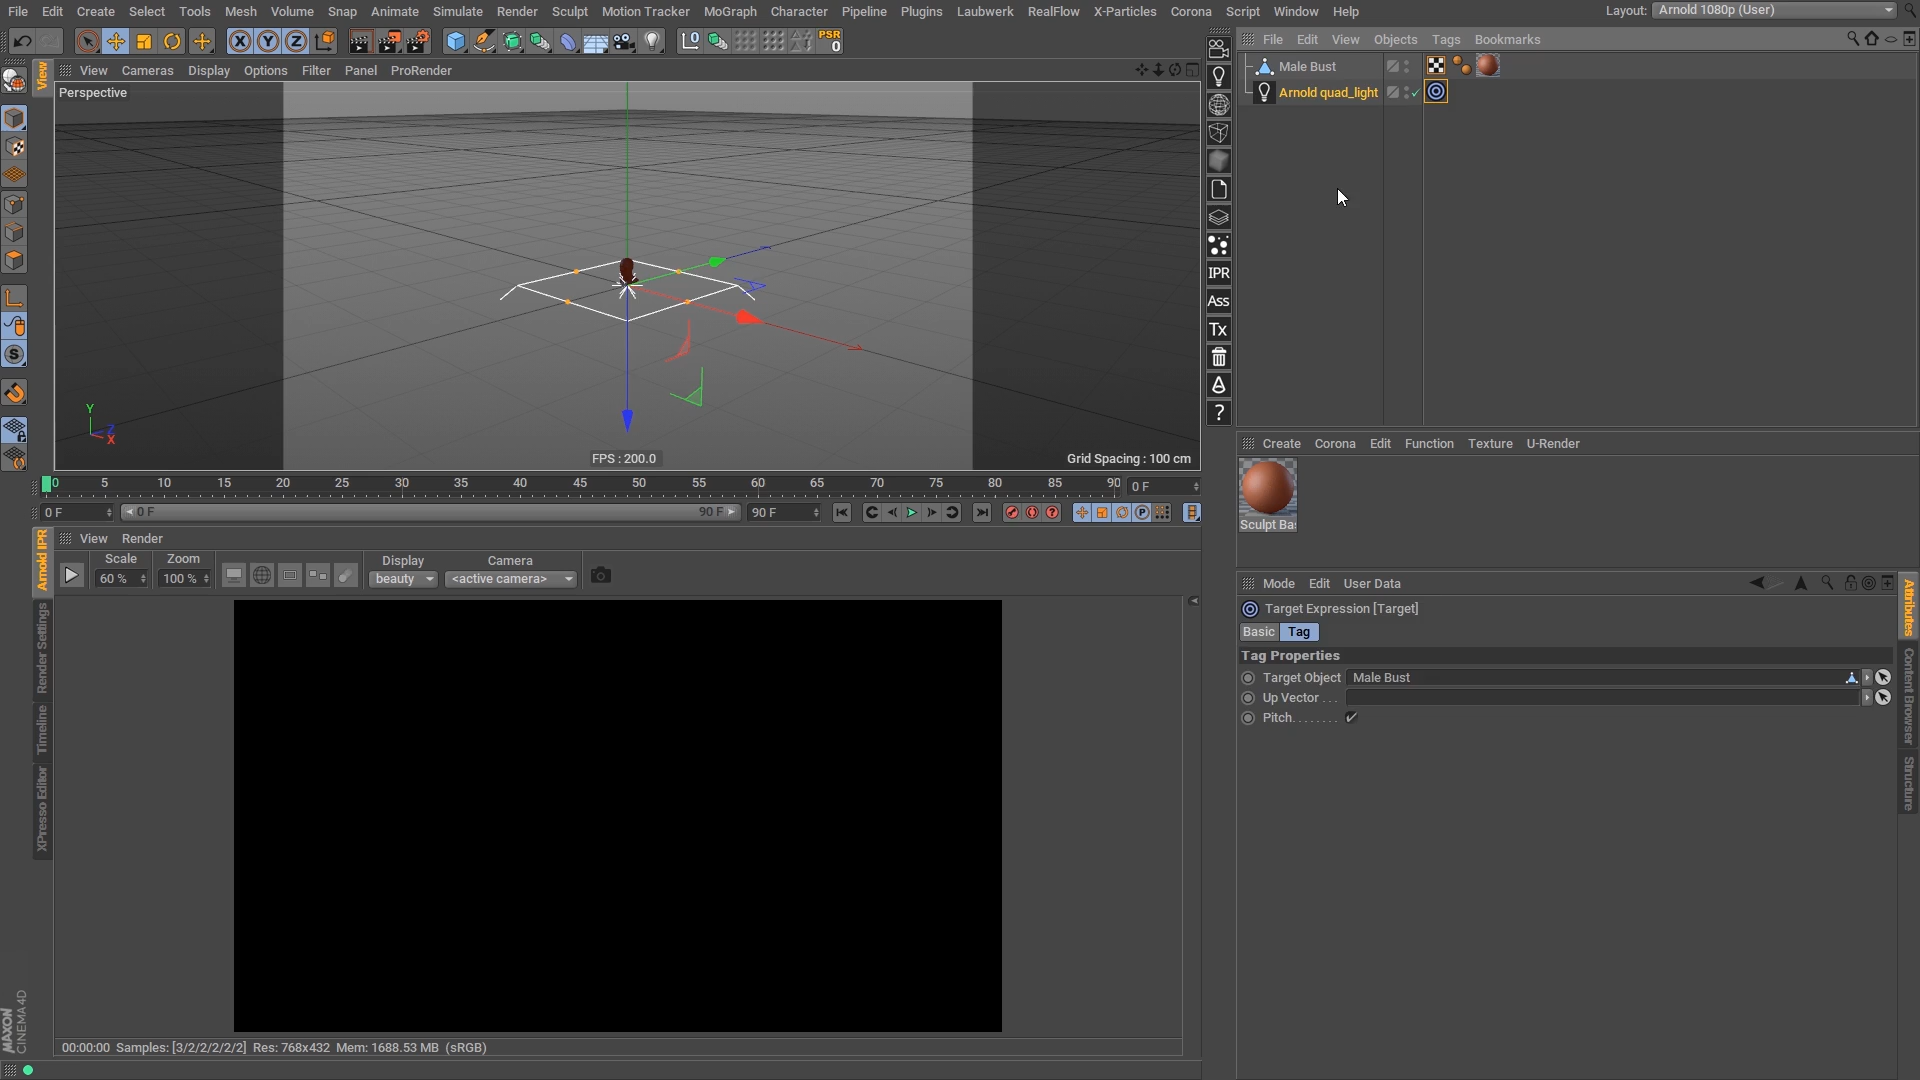 File Edit Create Select Tools Mesh Volume Snap Animate Simulate Render Sculpt Motion Tracker MoGraph Character Pipeline Plugins Laubwerk RealFlow X-Particles Corona Script Window Help
Layout: Arnold 1080p (User)
X Y Z
PSR
0
File Edit View Objects Tags Bookmarks
Male Bust
Arnold quad_light
View
View Cameras Display Options Filter Panel ProRender
Perspective
Y
Z
X
FPS : 200.0
Grid Spacing : 100 cm
IPR
Ass
Tx
?
S
0 5 10 15 20 25 30 35 40 45 50 55 60 65 70 75 80 85 90
0 F
0 F
0 F
90 F
90 F
P
Create Corona Edit Function Texture U-Render
Sculpt Ba
Arnold IPR
Render Settings
Timeline
XPresso Editor
View Render
Scale
60 %
Zoom
100 %
Display
beauty
Camera
<active camera>
Mode Edit User Data
Target Expression [Target]
Basic Tag
Tag Properties
Target Object Male Bust
Up Vector . . .
Pitch. . . . . . . .
Attributes
Content Browser
Structure
MAXON
CINEMA 4D
00:00:00 Samples: [3/2/2/2/2/2] Res: 768x432 Mem: 1688.53 MB (sRGB)